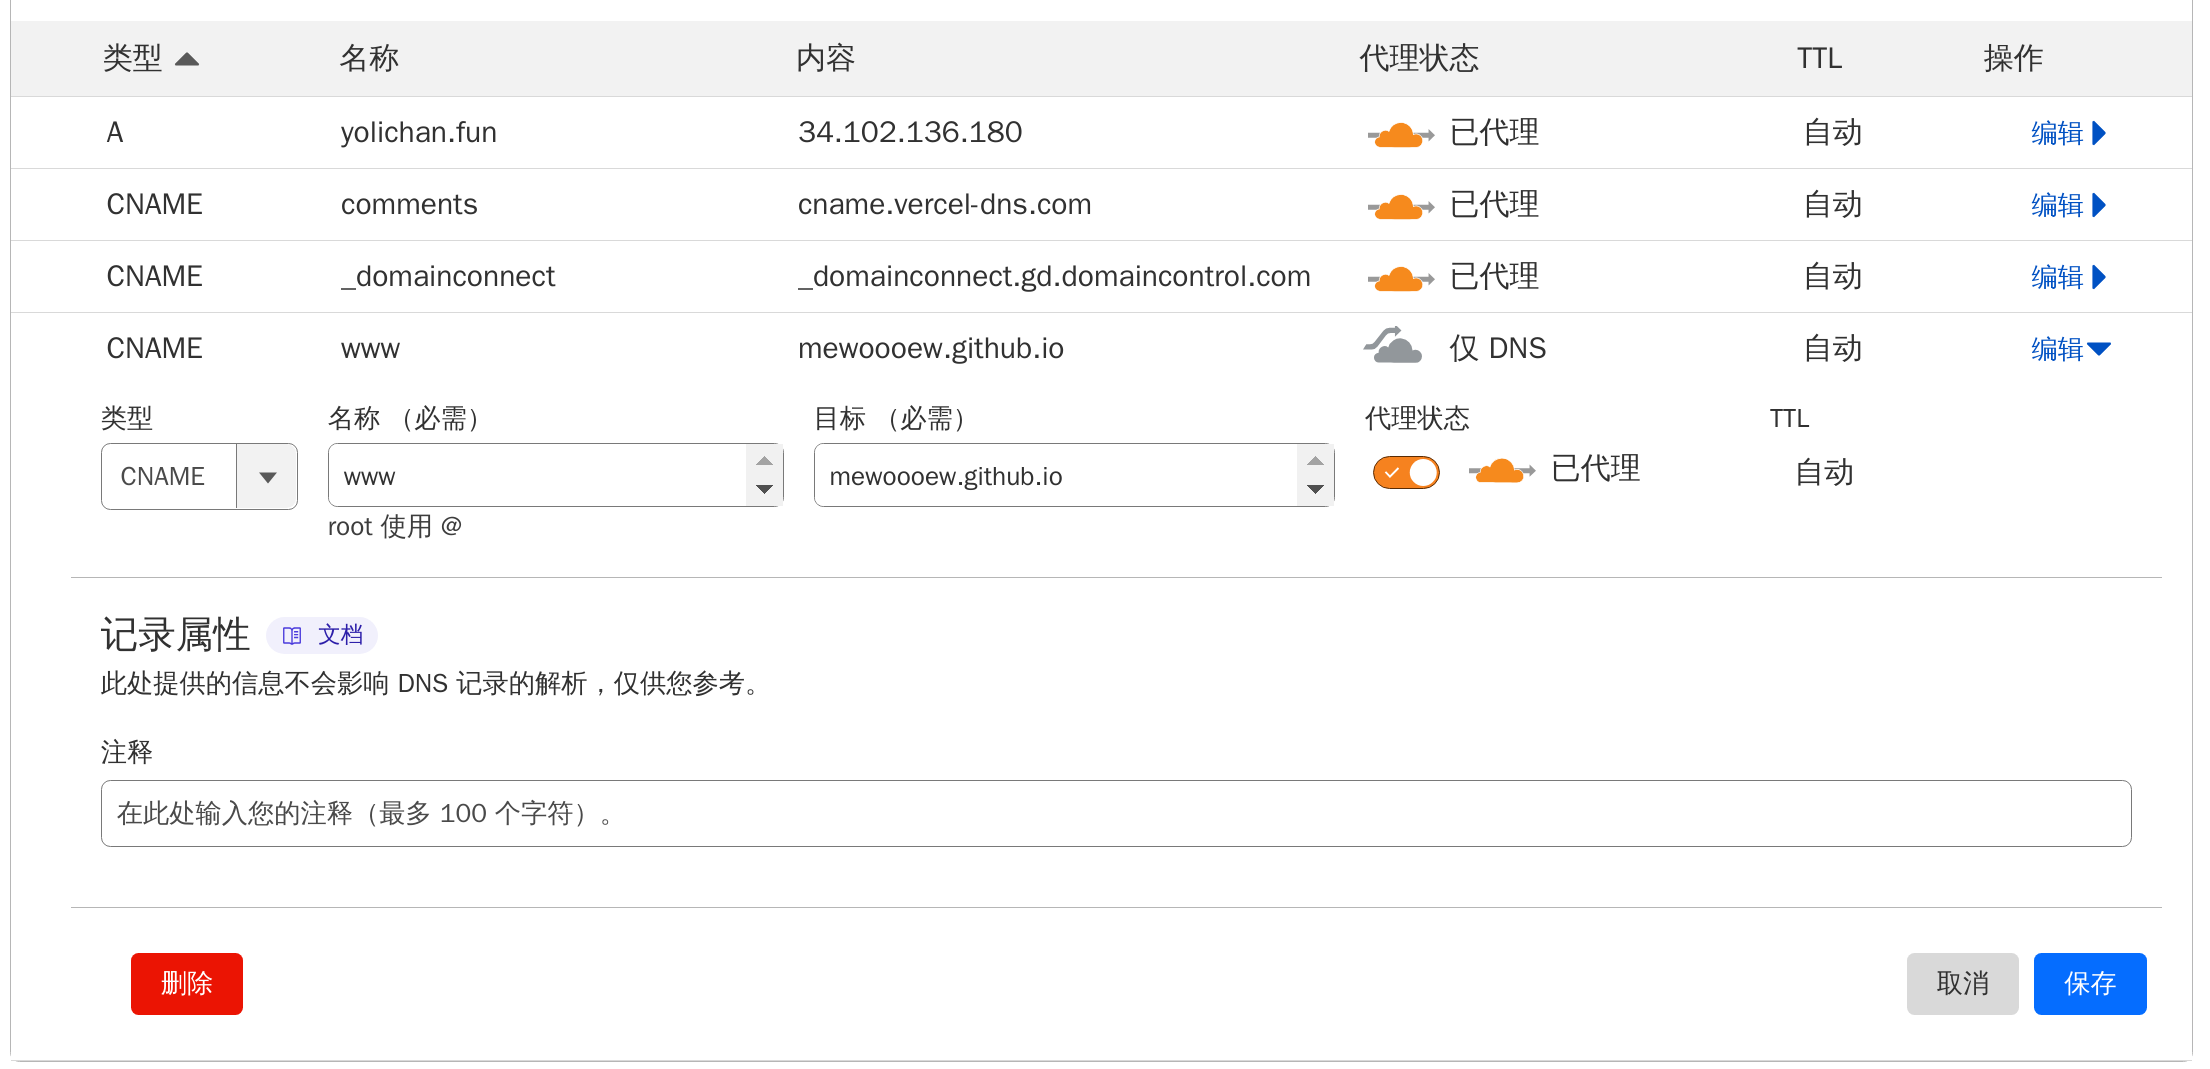 类型 名称 内容 代理状态 TTL 操作
A yolichan.fun 34.102.136.180 已代理 自动 编辑
CNAME comments cname.vercel-dns.com 已代理 自动 编辑
CNAME _domainconnect _domainconnect.gd.domaincontrol.com 已代理 自动 编辑
CNAME www mewoooew.github.io 仅 DNS 自动 编辑
类型 名称 （必需） 目标 （必需） 代理状态 TTL
CNAME www mewoooew.github.io 已代理 自动
root 使用 @
记录属性 文档
此处提供的信息不会影响 DNS 记录的解析，仅供您参考。
注释
在此处输入您的注释（最多 100 个字符）。
删除 取消 保存